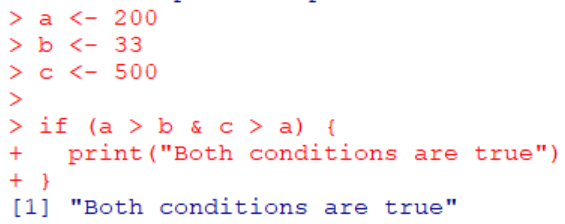 > a <- 200
> b <- 33
> c <- 500
>
> if (a > b & c > a) {
+   print("Both conditions are true")
+ }
[1] "Both conditions are true"